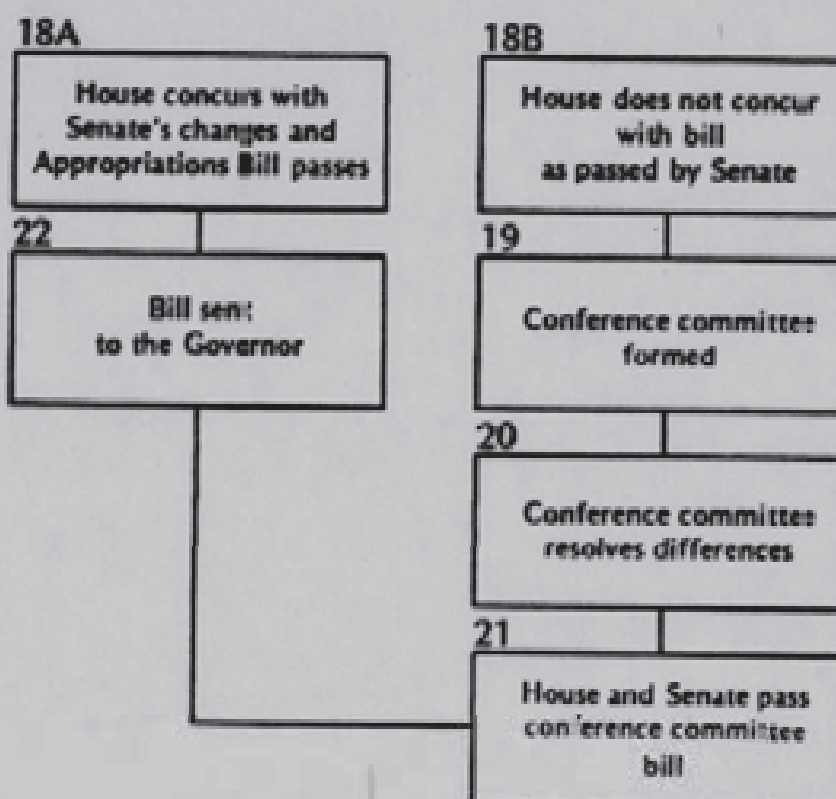 18A
House concurs with
Senate's changes and
Appropriations Bill passes
22
Bill sent
to the Governor
18B
House does not concur
with bill
as passed by Senate
19
Conference committee
formed
20
Conference committee
resolves differences
21
House and Senate pass
conference committee
bill